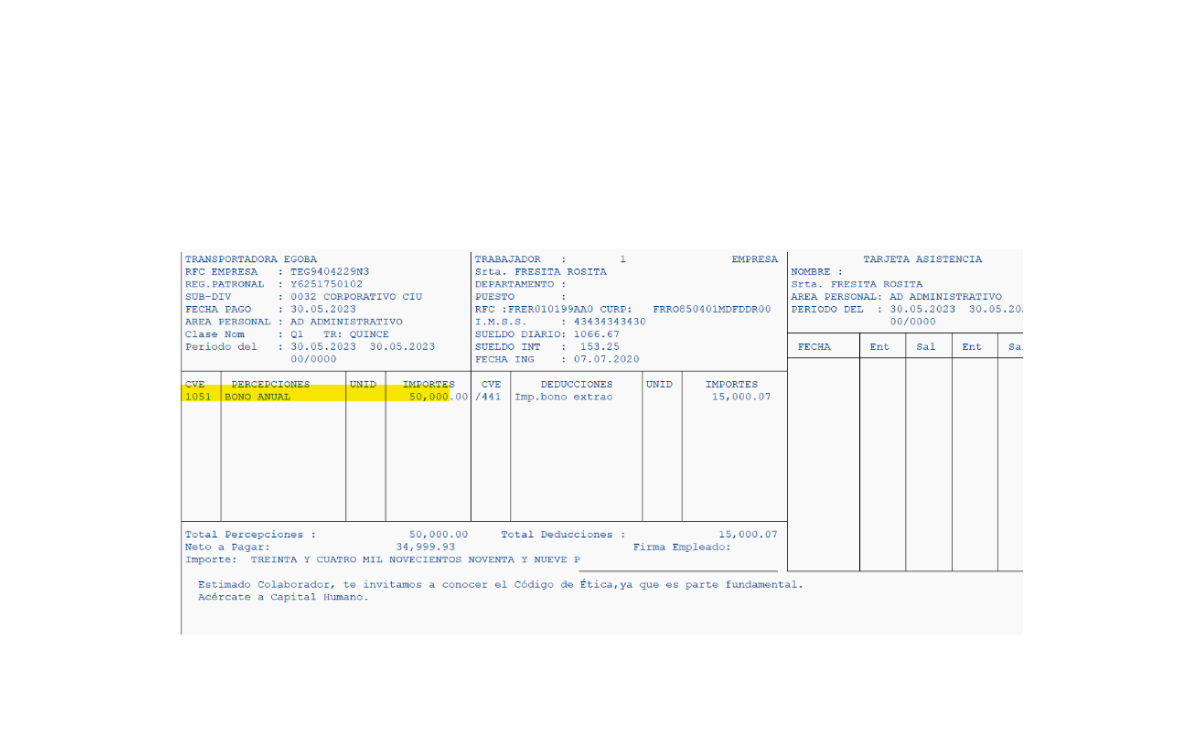 TRANSPORTADORA EGOBA
RFC EMPRESA : TEG9404229N3
REG.PATRONAL : Y6251750102
SUB-DIV : 0032 CORPORATIVO CIU
FECHA PAGO : 30.05.2023
AREA PERSONAL : AD ADMINISTRATIVO
Clase Nom : Q1 TR: QUINCE
Periodo del : 30.05.2023 30.05.2023
00/0000
TRABAJADOR : 1 EMPRESA
Srta. FRESITA ROSITA
DEPARTAMENTO :
PUESTO :
RFC :FRER010199AA0 CURP: FRRO850401MDFDDR00
I.M.S.S. : 43434343430
SUELDO DIARIO: 1066.67
SUELDO INT : 153.25
FECHA ING : 07.07.2020
TARJETA ASISTENCIA
NOMBRE :
Srta. FRESITA ROSITA
AREA PERSONAL: AD ADMINISTRATIVO
PERIODO DEL : 30.05.2023 30.05.20
00/0000
FECHA Ent Sal Ent Sa
CVE PERCEPCIONES UNID IMPORTES CVE DEDUCCIONES UNID IMPORTES
1051 BONO ANUAL 50,000.00 /441 Imp.bono extrao 15,000.07
Total Percepciones : 50,000.00 Total Deducciones : 15,000.07
Neto a Pagar: 34,999.93 Firma Empleado:
Importe: TREINTA Y CUATRO MIL NOVECIENTOS NOVENTA Y NUEVE P
Estimado Colaborador, te invitamos a conocer el Código de Ética,ya que es parte fundamental.
Acércate a Capital Humano.